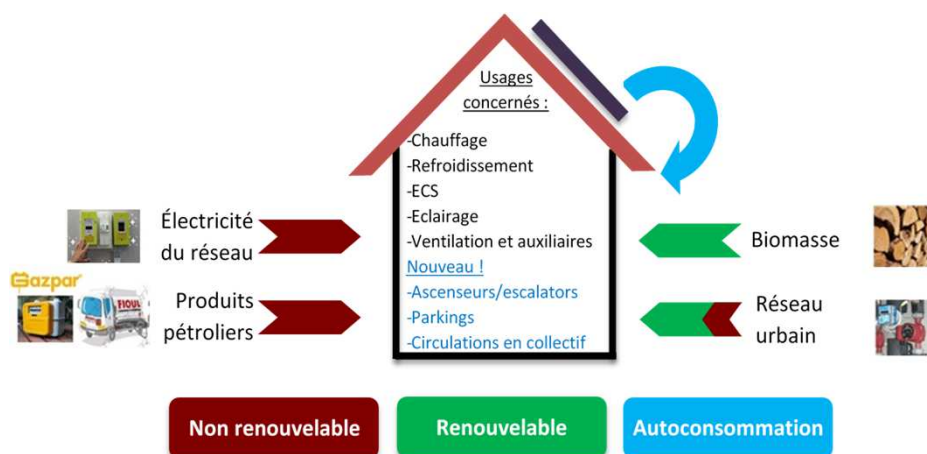 Usages
concernés :
-Chauffage
-Refroidissement
-ECS
-Eclairage
-Ventilation et auxiliaires
Nouveau !
-Ascenseurs/escalators
-Parkings
-Circulations en collectif
Électricité
du réseau
Gazpar
FIOUL
Produits
pétroliers
Biomasse
Réseau
urbain
Non renouvelable
Renouvelable
Autoconsommation